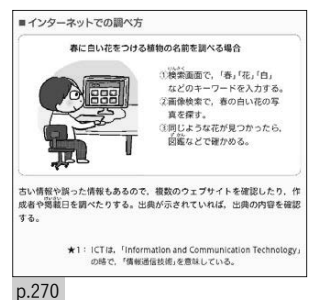 ■インターネットでの調べ方
春に白い花をつける植物の名前を調べる場合
①検索画面で,「春」「花」「白」
などのキーワードを入力する。
②画像検索で,春の白い花の写
真を探す。
③同じような花が見つかったら,
図鑑などで確かめる。
古い情報や誤った情報もあるので,複数のウェブサイトを確認したり,作
成者や掲載日を調べたりする。出典が示されていれば,出典の内容を確認
する。
★1:ICTは,「Information and Communication Technology」
の略で,「情報通信技術」を意味している。
p.270